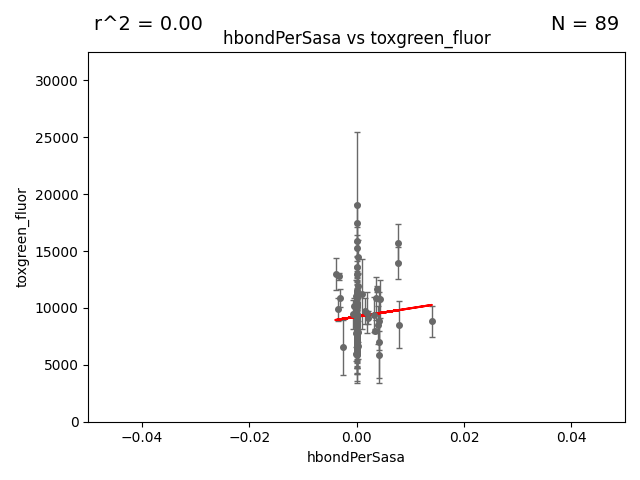 r^2 = 0.00
N = 89
hbondPerSasa vs toxgreen_fluor
30000
25000
20000
15000
10000
5000
0
toxgreen_fluor
−0.04
−0.02
0.00
0.02
0.04
hbondPerSasa